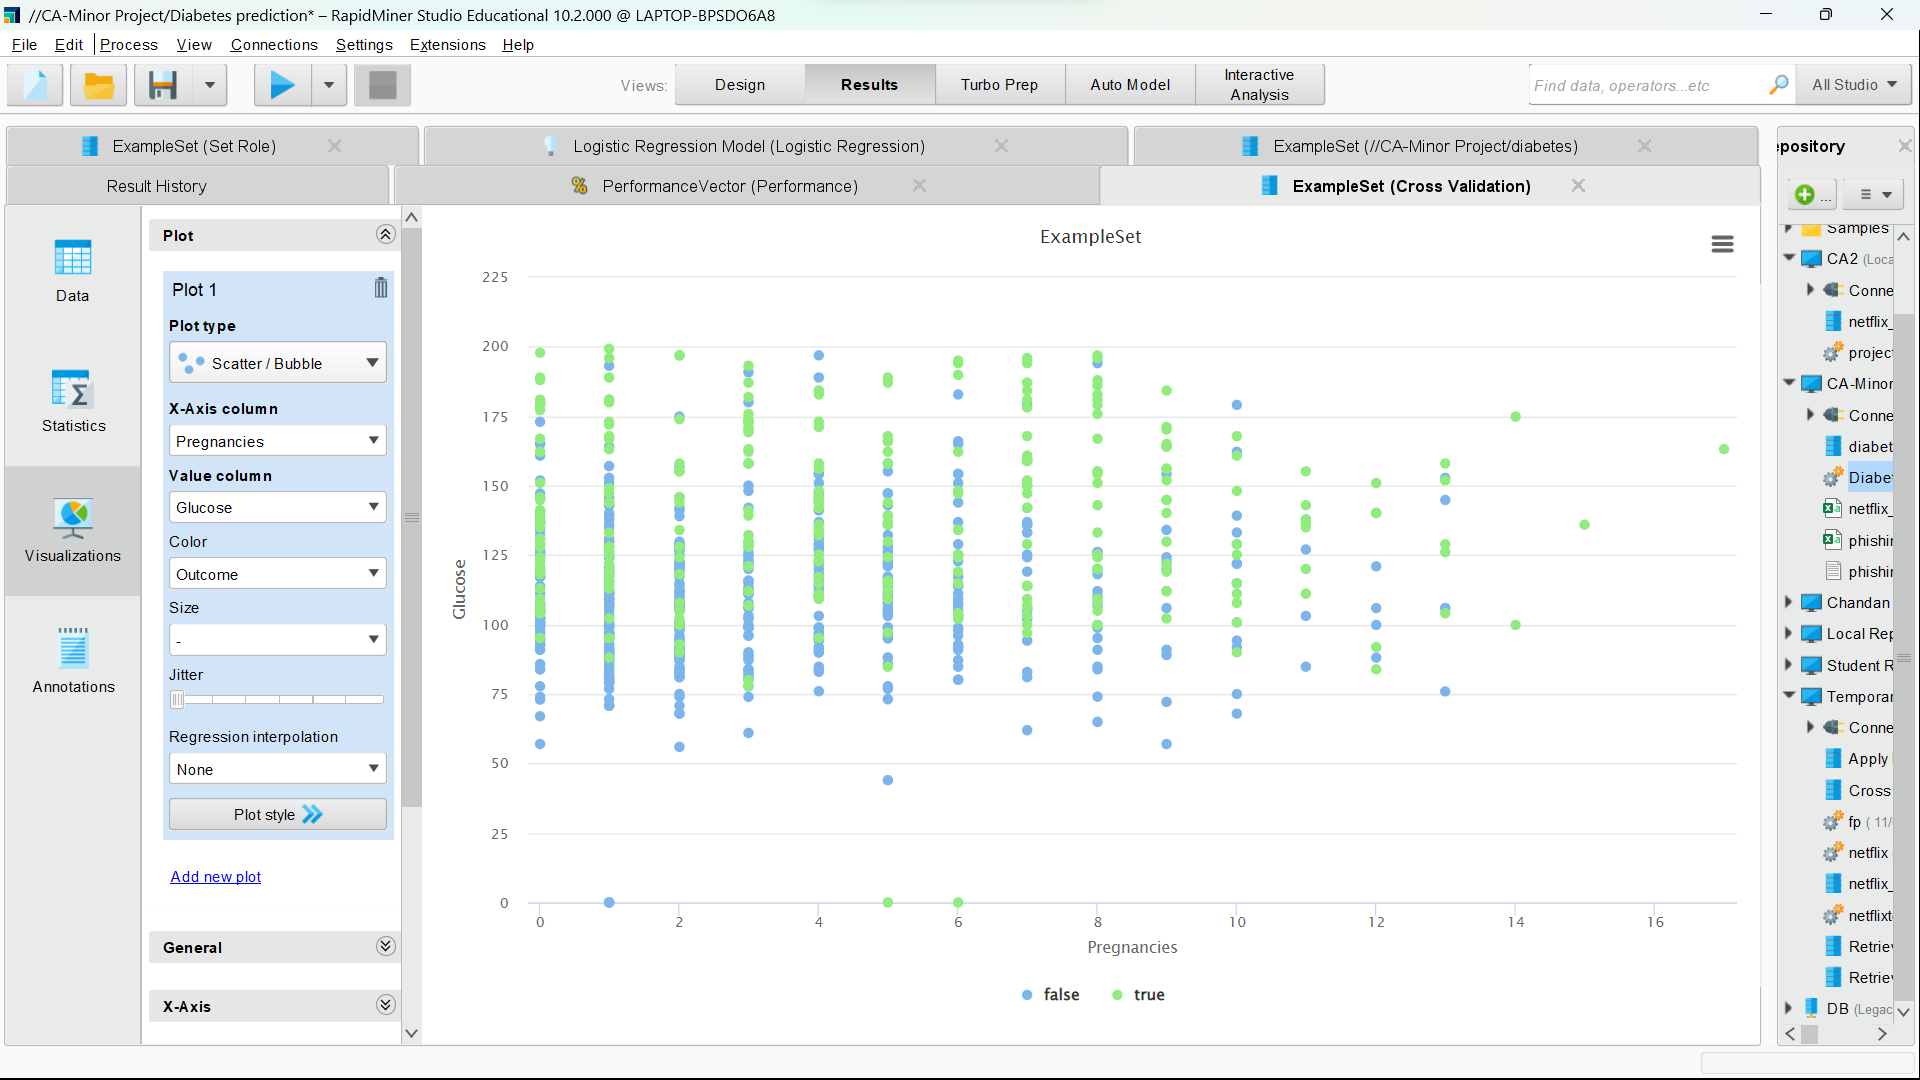 //CA-Minor Project/Diabetes prediction* – RapidMiner Studio Educational 10.2.000 @ LAPTOP-BPSDO6A8
File Edit Process View Connections Settings Extensions Help
Views: Design Results Turbo Prep Auto Model Interactive Analysis
Find data, operators...etc
All Studio
ExampleSet (Set Role)
Logistic Regression Model (Logistic Regression)
ExampleSet (//CA-Minor Project/diabetes)
Result History
PerformanceVector (Performance)
ExampleSet (Cross Validation)
Data
Statistics
Visualizations
Annotations
Plot
Plot 1
Plot type
Scatter / Bubble
X-Axis column
Pregnancies
Value column
Glucose
Color
Outcome
Size
-
Jitter
Regression interpolation
None
Plot style
Add new plot
General
X-Axis
ExampleSet
225
200
175
150
125
100
75
50
25
0
Glucose
0 2 4 6 8 10 12 14 16
Pregnancies
false true
epository
...
Samples
CA2 (Loca
Conne
netflix_
project
CA-Minor
Conne
diabet
Diabet
netflix_
phishin
phishin
Chandan
Local Rep
Student R
Temporar
Conne
Apply
Cross
fp ( 11/
netflix
netflix_
netflixt
Retriev
Retriev
DB (Legac